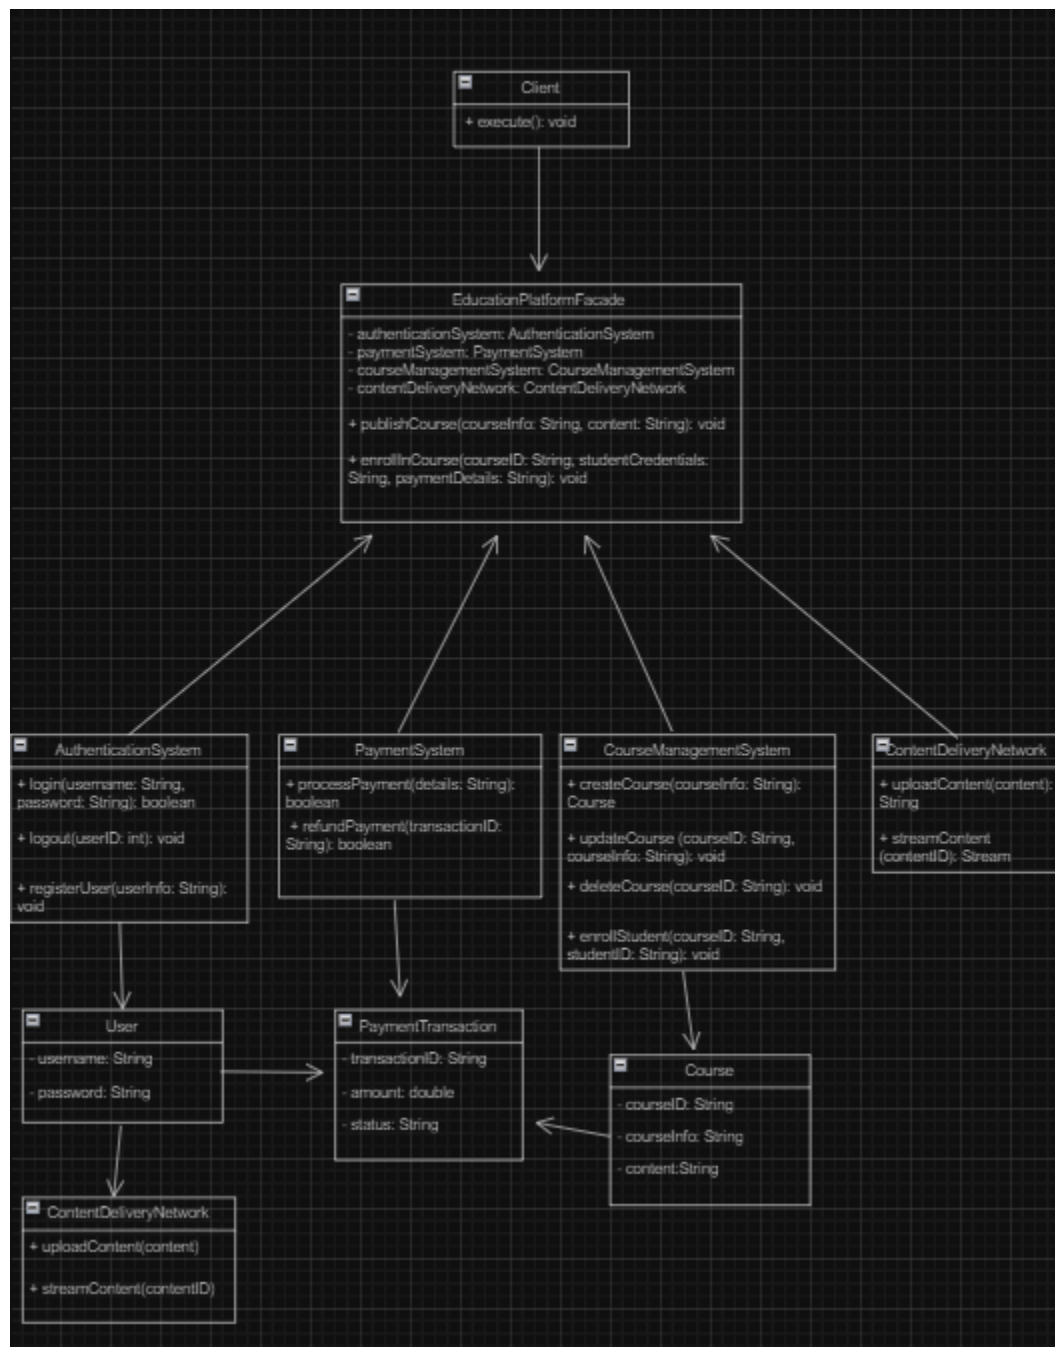 Client
+ execute(): void
EducationPlatformFacade
- authenticationSystem: AuthenticationSystem
- paymentSystem: PaymentSystem
- courseManagementSystem: CourseManagementSystem
- contentDeliveryNetwork: ContentDeliveryNetwork
+ publishCourse(courseInfo: String, content: String): void
+ enrollInCourse(courseID: String, studentCredentials:
String, paymentDetails: String): void
AuthenticationSystem
+ login(username: String,
password: String): boolean
+ logout(userID: int): void
+ registerUser(userInfo: String):
void
PaymentSystem
+ processPayment(details: String):
boolean
+ refundPayment(transactionID:
String): boolean
CourseManagementSystem
+ createCourse(courseInfo: String):
Course
+ updateCourse (courseID: String,
courseInfo: String): void
+ deleteCourse(courseID: String): void
+ enrollStudent(courseID: String,
studentID: String): void
ContentDeliveryNetwork
+ uploadContent(content):
String
+ streamContent
(contentID): Stream
User
- username: String
- password: String
PaymentTransaction
- transactionID: String
- amount: double
- status: String
Course
- courseID: String
- courseInfo: String
- content:String
ContentDeliveryNetwork
+ uploadContent(content)
+ streamContent(contentID)